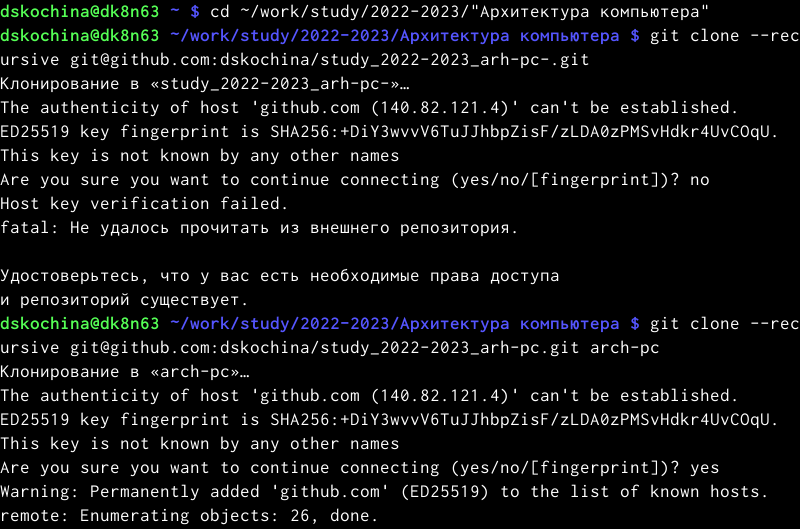 dskochina@dk8n63 ~ $ cd ~/work/study/2022-2023/"Архитектура компьютера"
dskochina@dk8n63 ~/work/study/2022-2023/Архитектура компьютера $ git clone --rec
ursive git@github.com:dskochina/study_2022-2023_arh-pc-.git
Клонирование в «study_2022-2023_arh-pc-»…
The authenticity of host 'github.com (140.82.121.4)' can't be established.
ED25519 key fingerprint is SHA256:+DiY3wvvV6TuJJhbpZisF/zLDA0zPMSvHdkr4UvCOqU.
This key is not known by any other names
Are you sure you want to continue connecting (yes/no/[fingerprint])? no
Host key verification failed.
fatal: Не удалось прочитать из внешнего репозитория.
Удостоверьтесь, что у вас есть необходимые права доступа
и репозиторий существует.
dskochina@dk8n63 ~/work/study/2022-2023/Архитектура компьютера $ git clone --rec
ursive git@github.com:dskochina/study_2022-2023_arh-pc.git arch-pc
Клонирование в «arch-pc»…
The authenticity of host 'github.com (140.82.121.4)' can't be established.
ED25519 key fingerprint is SHA256:+DiY3wvvV6TuJJhbpZisF/zLDA0zPMSvHdkr4UvCOqU.
This key is not known by any other names
Are you sure you want to continue connecting (yes/no/[fingerprint])? yes
Warning: Permanently added 'github.com' (ED25519) to the list of known hosts.
remote: Enumerating objects: 26, done.